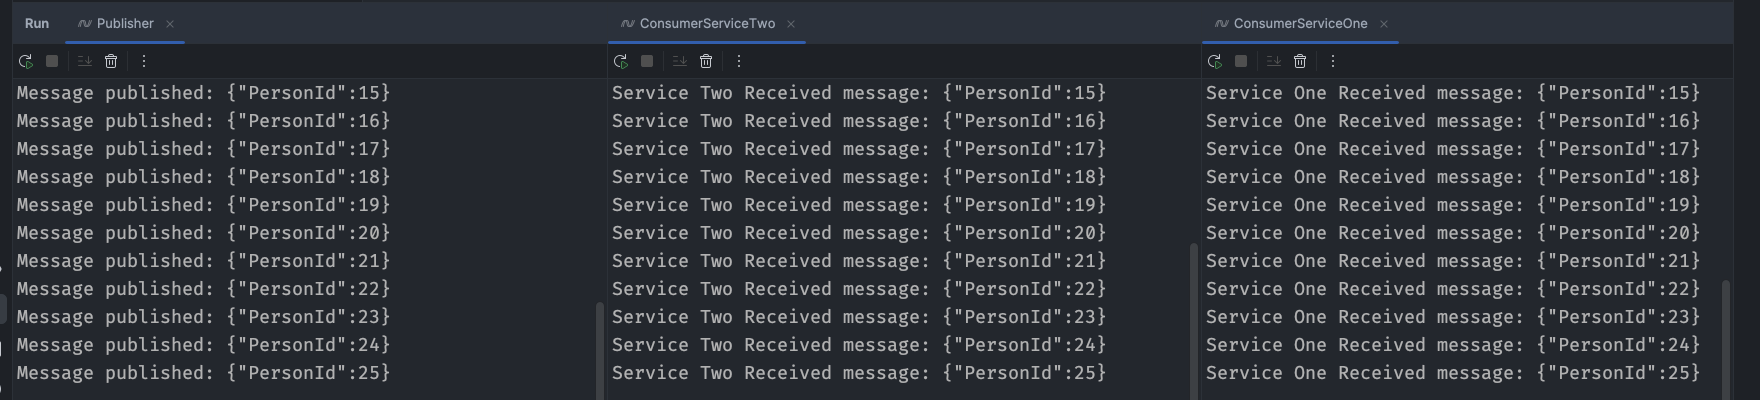 Run Publisher ConsumerServiceTwo ConsumerServiceOne
Message published: {"PersonId":15}
Message published: {"PersonId":16}
Message published: {"PersonId":17}
Message published: {"PersonId":18}
Message published: {"PersonId":19}
Message published: {"PersonId":20}
Message published: {"PersonId":21}
Message published: {"PersonId":22}
Message published: {"PersonId":23}
Message published: {"PersonId":24}
Message published: {"PersonId":25}
Service Two Received message: {"PersonId":15}
Service Two Received message: {"PersonId":16}
Service Two Received message: {"PersonId":17}
Service Two Received message: {"PersonId":18}
Service Two Received message: {"PersonId":19}
Service Two Received message: {"PersonId":20}
Service Two Received message: {"PersonId":21}
Service Two Received message: {"PersonId":22}
Service Two Received message: {"PersonId":23}
Service Two Received message: {"PersonId":24}
Service Two Received message: {"PersonId":25}
Service One Received message: {"PersonId":15}
Service One Received message: {"PersonId":16}
Service One Received message: {"PersonId":17}
Service One Received message: {"PersonId":18}
Service One Received message: {"PersonId":19}
Service One Received message: {"PersonId":20}
Service One Received message: {"PersonId":21}
Service One Received message: {"PersonId":22}
Service One Received message: {"PersonId":23}
Service One Received message: {"PersonId":24}
Service One Received message: {"PersonId":25}